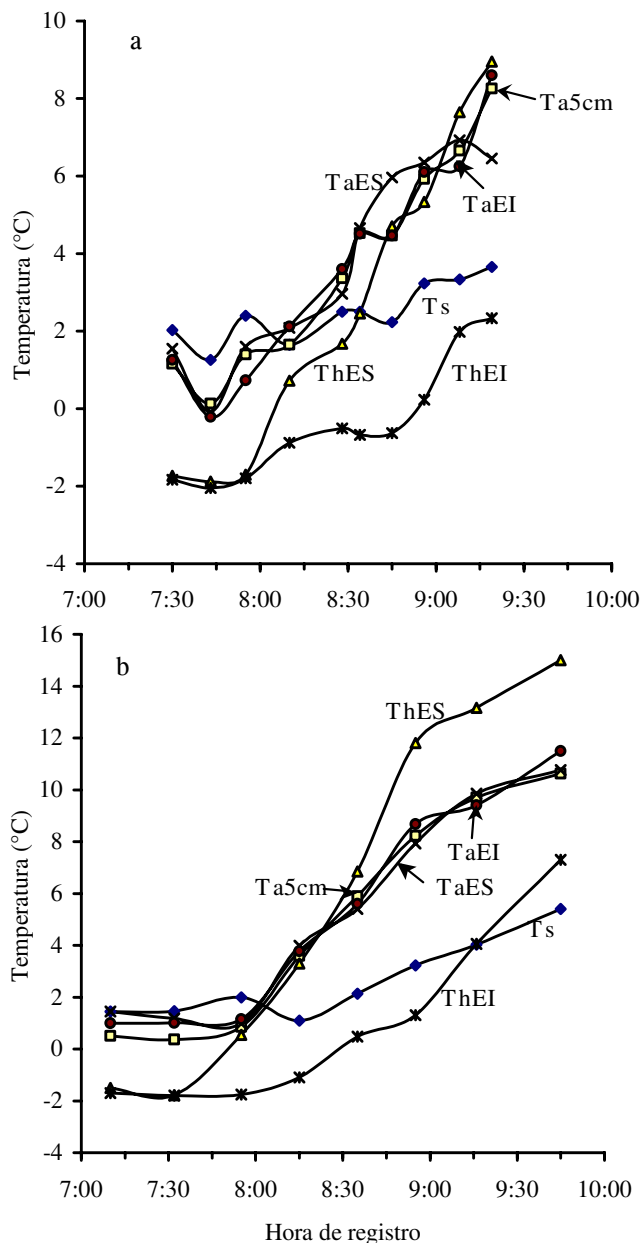 a
10
8
6
4
2
0
-2
-4
Temperatura (°C)
Ta5cm
TaES
TaEI
Ts
ThES
ThEI
7:00 7:30 8:00 8:30 9:00 9:30 10:00
b
16
14
12
10
8
6
4
2
0
-2
-4
Temperatura (°C)
ThES
TaEI
Ta5cm
TaES
Ts
ThEI
7:00 7:30 8:00 8:30 9:00 9:30 10:00
Hora de registro